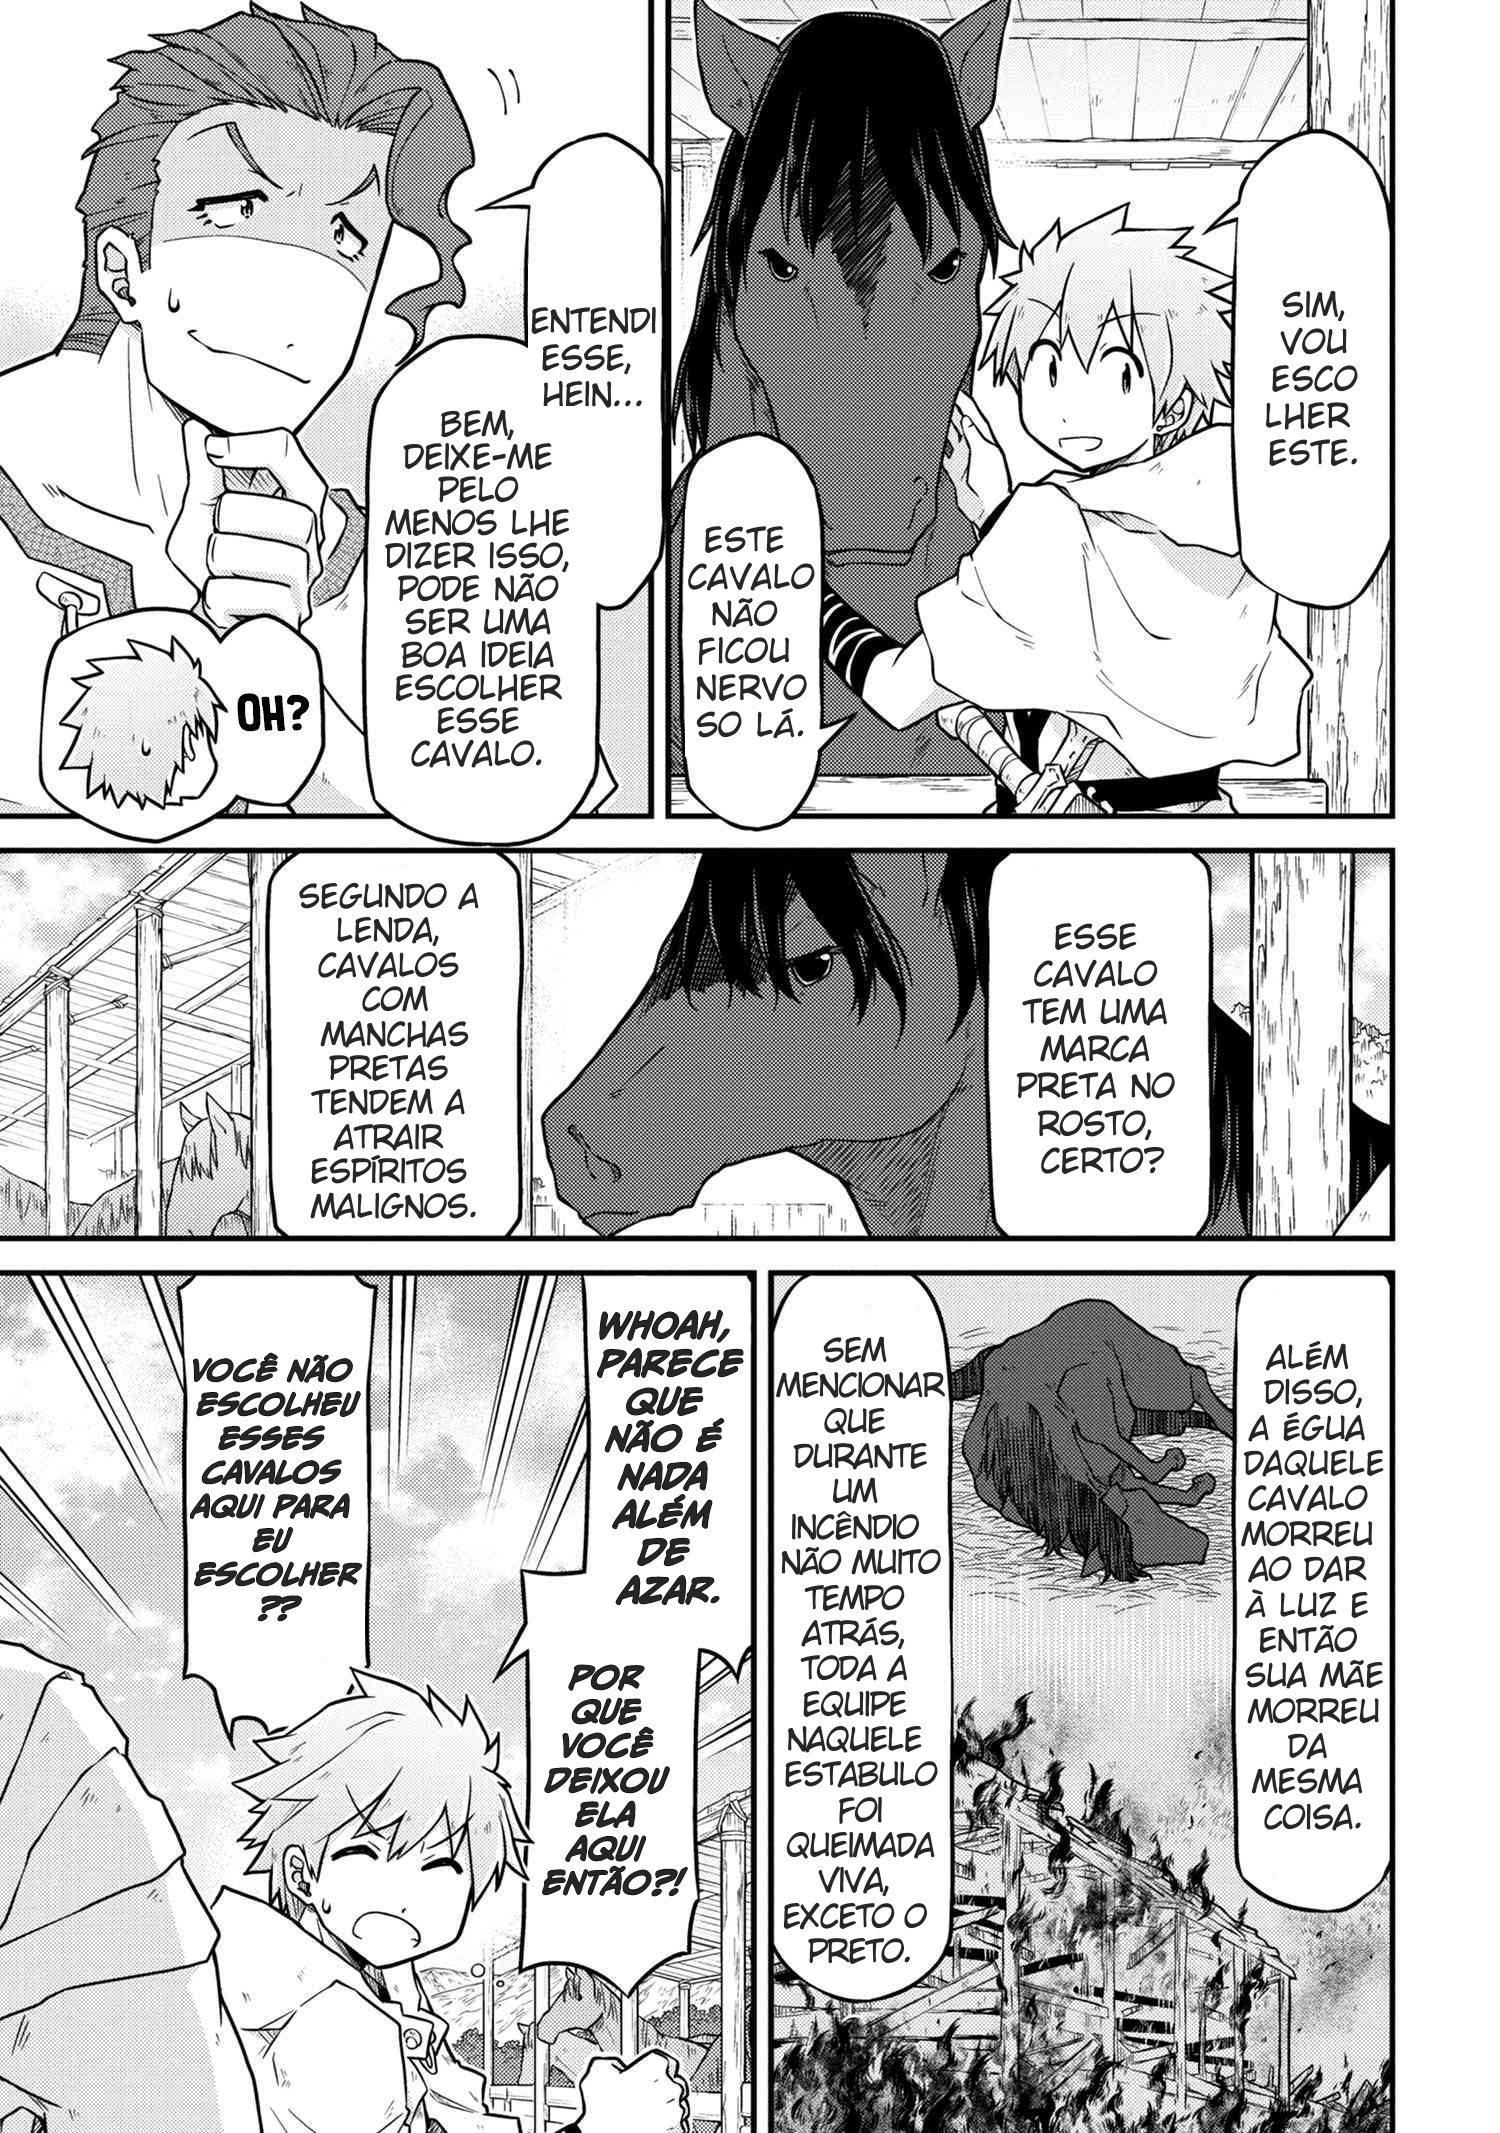 SIM,
VOU
ESCO
LHER
ESTE.
ESTE
CAVALO
NÃO
FICOU
NERVO
SO LÁ.
ENTENDI
ESSE,
HEIN...
BEM,
DEIXE-ME
PELO
MENOS LHE
DIZER ISSO,
PODE NÃO
SER UMA
BOA IDEIA
ESCOLHER
ESSE
CAVALO.
OH?
ESSE
CAVALO
TEM UMA
MARCA
PRETA NO
ROSTO,
CERTO?
SEGUNDO A
LENDA,
CAVALOS
COM
MANCHAS
PRETAS
TENDEM A
ATRAIR
ESPÍRITOS
MALIGNOS.
ALÉM
DISSO,
A ÉGUA
DAQUELE
CAVALO
MORREU
AO DAR
À LUZ E
ENTÃO
SUA MÃE
MORREU
DA
MESMA
COISA.
SEM
MENCIONAR
QUE
DURANTE
UM
INCÊNDIO
NÃO MUITO
TEMPO
ATRÁS,
TODA A
EQUIPE
NAQUELE
ESTABULO
FOI
QUEIMADA
VIVA,
EXCETO O
PRETO.
WHOAH,
PARECE
QUE
NÃO É
NADA
ALÉM
DE
AZAR.
POR
QUE
VOCÊ
DEIXOU
ELA
AQUI
ENTÃO?!
VOCÊ NÃO
ESCOLHEU
ESSES
CAVALOS
AQUI PARA
EU
ESCOLHER
??